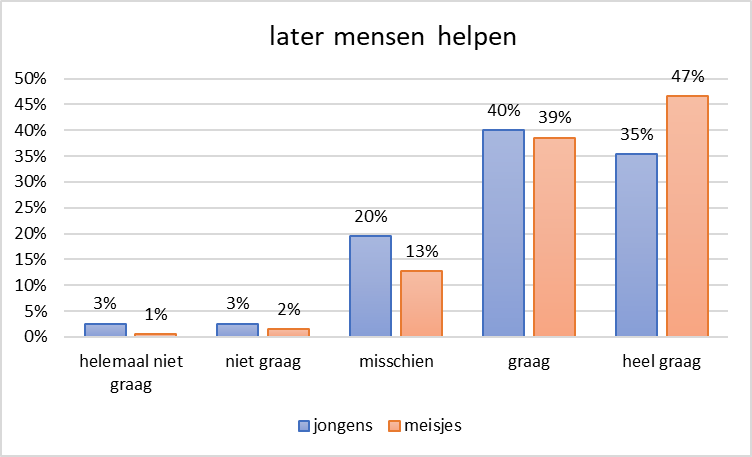 later mensen helpen
50%
45%
40%
35%
30%
25%
20%
15%
10%
5%
0%
3%
1%
3%
2%
20%
13%
40%
39%
35%
47%
helemaal niet
graag
niet graag
misschien
graag
heel graag
jongens
meisjes